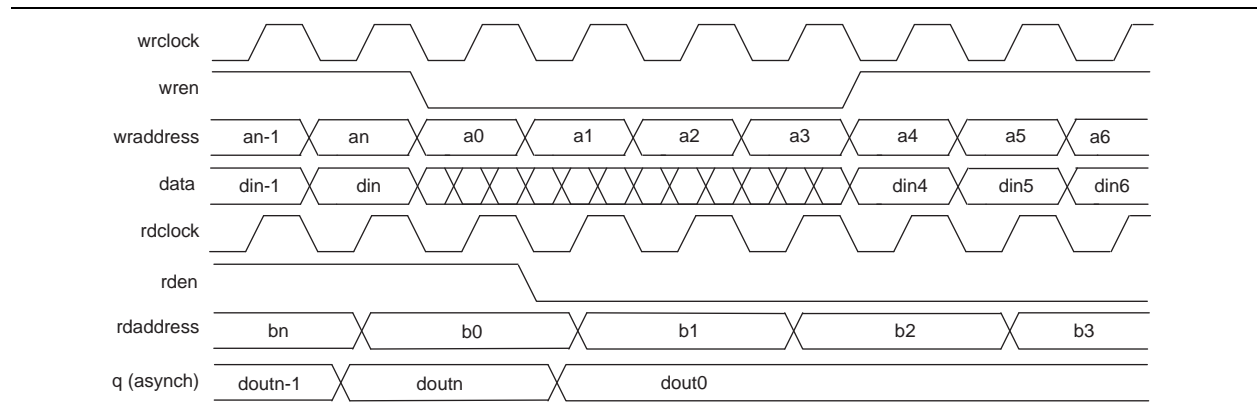 wrclock
wren
wraddress an-1 an a0 a1 a2 a3 a4 a5 a6
data din-1 din din4 din5 din6
rdclock
rden
rdaddress bn b0 b1 b2 b3
q (asynch) doutn-1 doutn dout0